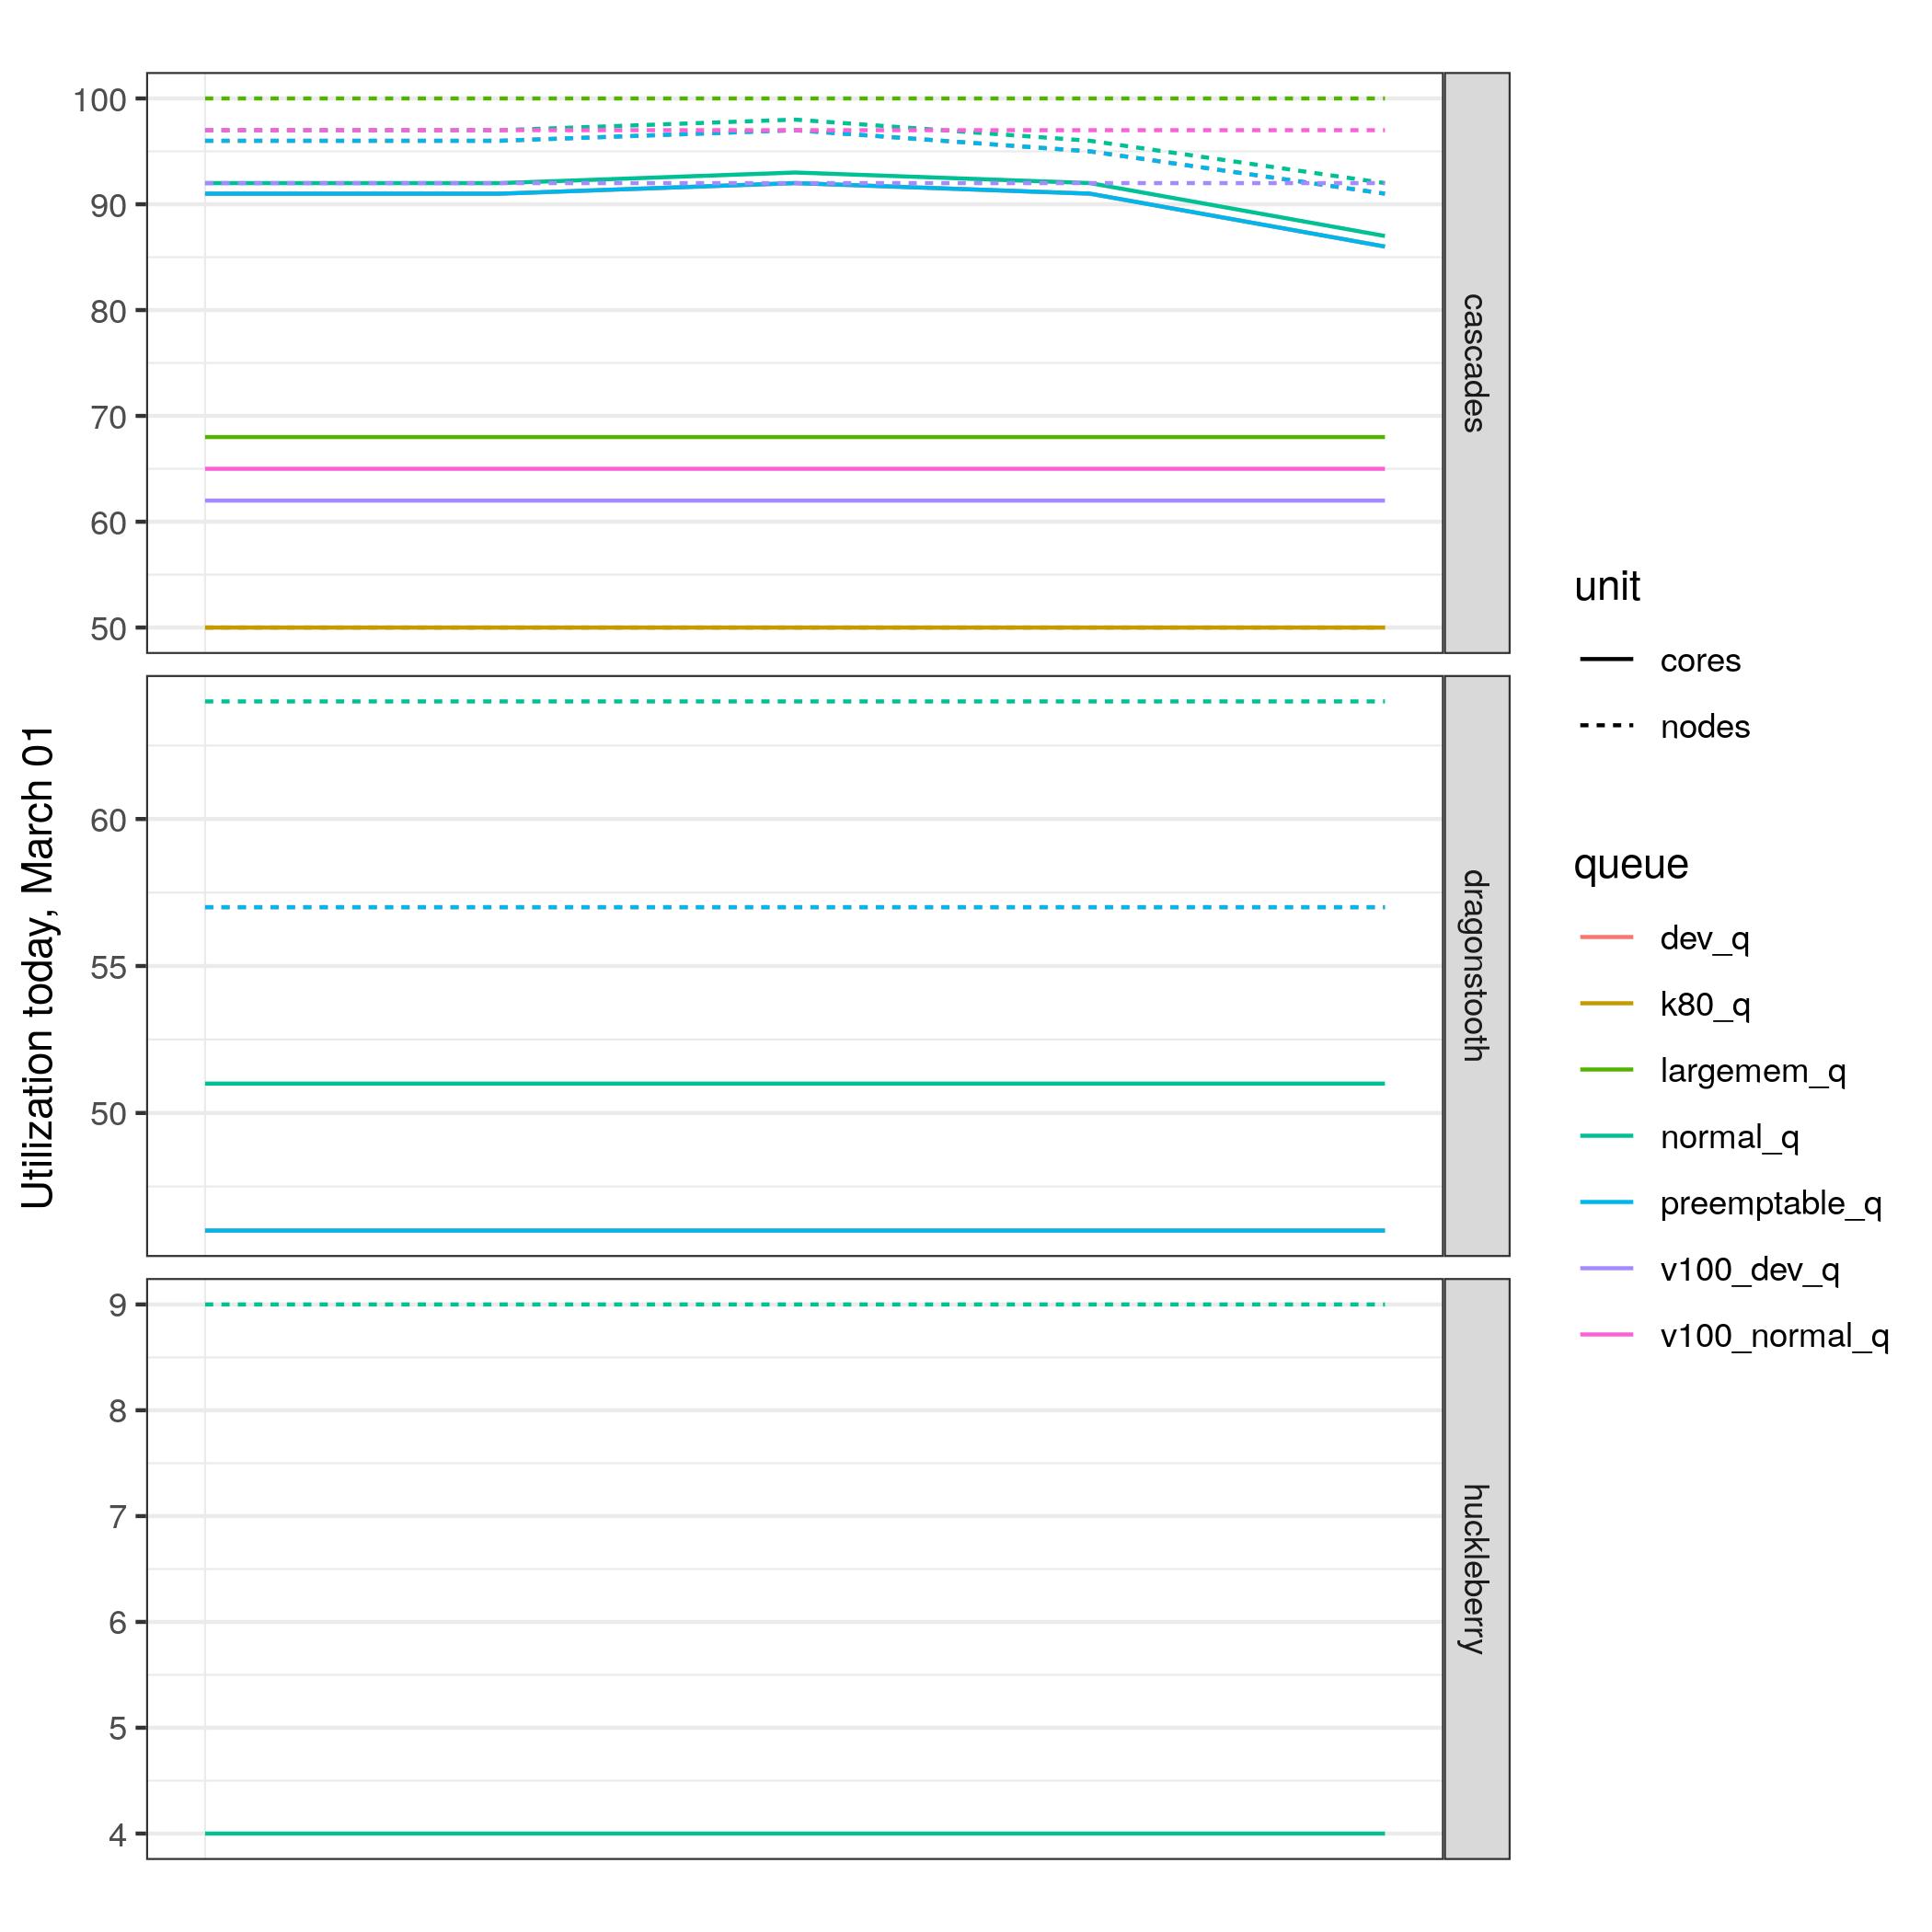 Utilization today, March 01
100
90
80
70
60
50
cascades
60
55
50
dragonstooth
9
8
7
6
5
4
huckleberry
unit
cores
nodes
queue
dev_q
k80_q
largemem_q
normal_q
preemptable_q
v100_dev_q
v100_normal_q